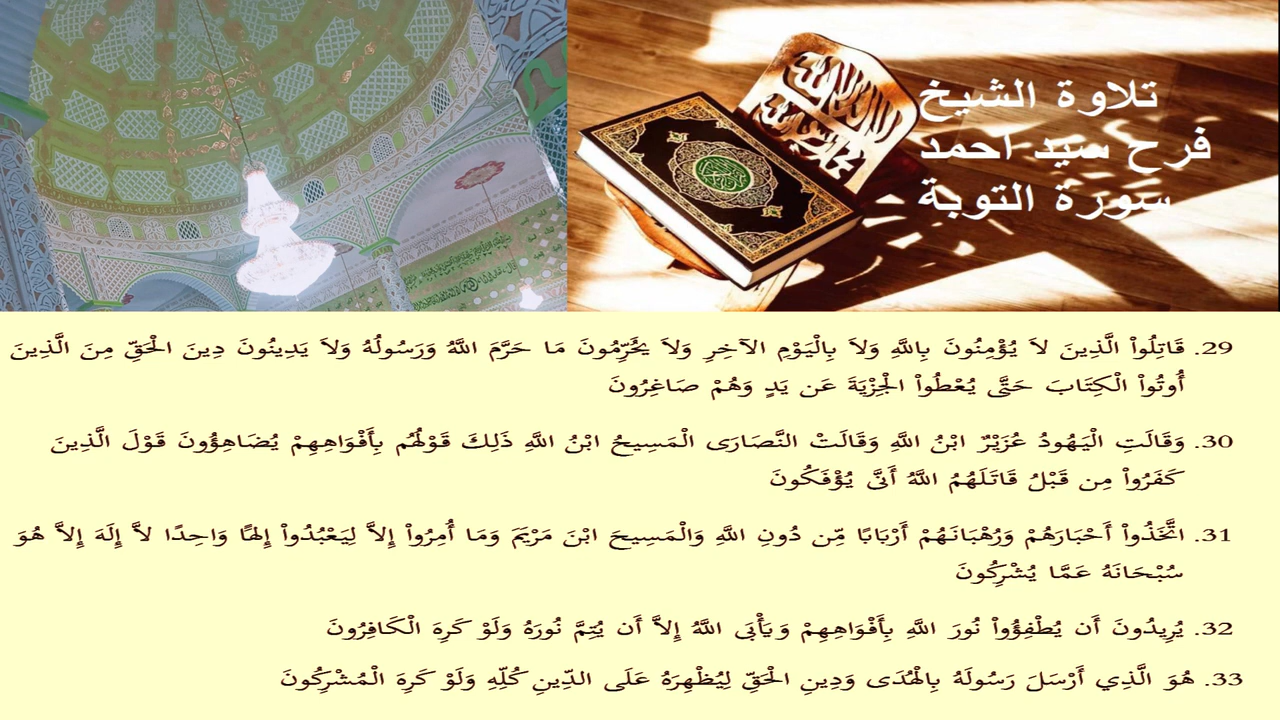 تلاوة الشيخ
فرح سيد احمد
سورة التوبة
29. قَاتِلُواْ الَّذِينَ لاَ يُؤْمِنُونَ بِاللّهِ وَلاَ بِالْيَوْمِ الآخِرِ وَلاَ يُحَرِّمُونَ مَا حَرَّمَ اللّهُ وَرَسُولُهُ وَلاَ يَدِينُونَ دِينَ الْحَقِّ مِنَ الَّذِينَ
أُوتُواْ الْكِتَابَ حَتَّى يُعْطُواْ الْجِزْيَةَ عَن يَدٍ وَهُمْ صَاغِرُونَ
30. وَقَالَتِ الْيَهُودُ عُزَيْرٌ ابْنُ اللّهِ وَقَالَتْ النَّصَارَى الْمَسِيحُ ابْنُ اللّهِ ذَلِكَ قَوْلُهُم بِأَفْوَاهِهِمْ يُضَاهِؤُونَ قَوْلَ الَّذِينَ
كَفَرُواْ مِن قَبْلُ قَاتَلَهُمُ اللّهُ أَنَّى يُؤْفَكُونَ
31. اتَّخَذُواْ أَحْبَارَهُمْ وَرُهْبَانَهُمْ أَرْبَابًا مِّن دُونِ اللّهِ وَالْمَسِيحَ ابْنَ مَرْيَمَ وَمَا أُمِرُواْ إِلاَّ لِيَعْبُدُواْ إِلهًا وَاحِدًا لاَّ إِلَهَ إِلاَّ هُوَ
سُبْحَانَهُ عَمَّا يُشْرِكُونَ
32. يُرِيدُونَ أَن يُطْفِؤُواْ نُورَ اللّهِ بِأَفْوَاهِهِمْ وَيَأْبَى اللّهُ إِلاَّ أَن يُتِمَّ نُورَهُ وَلَوْ كَرِهَ الْكَافِرُونَ
33. هُوَ الَّذِي أَرْسَلَ رَسُولَهُ بِالْهُدَى وَدِينِ الْحَقِّ لِيُظْهِرَهُ عَلَى الدِّينِ كُلِّهِ وَلَوْ كَرِهَ الْمُشْرِكُونَ